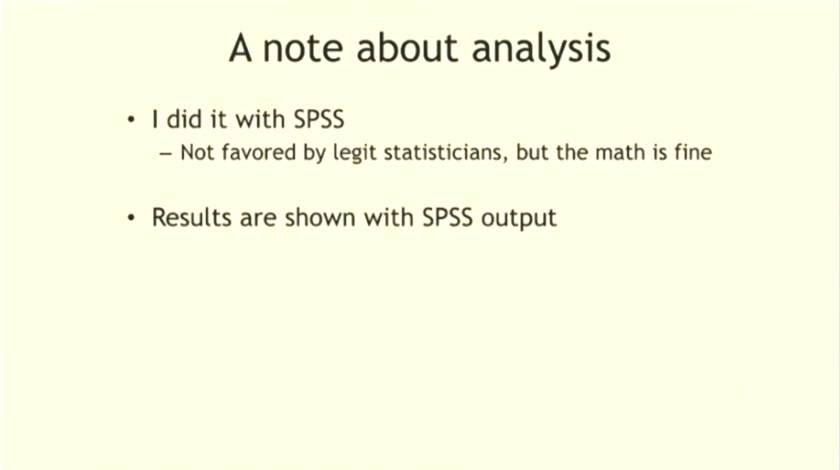 A note about analysis
• I did it with SPSS
– Not favored by legit statisticians, but the math is fine
• Results are shown with SPSS output